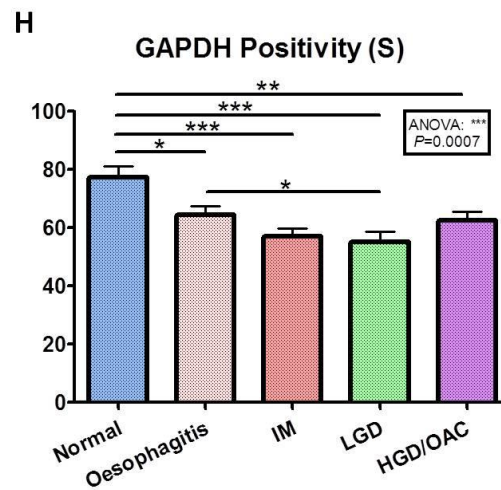 H
GAPDH Positivity (S)
**
***
***
*
*
ANOVA: ***
P=0.0007
100
80
60
40
20
0
Normal
Oesophagitis
IM
LGD
HGD/OAC